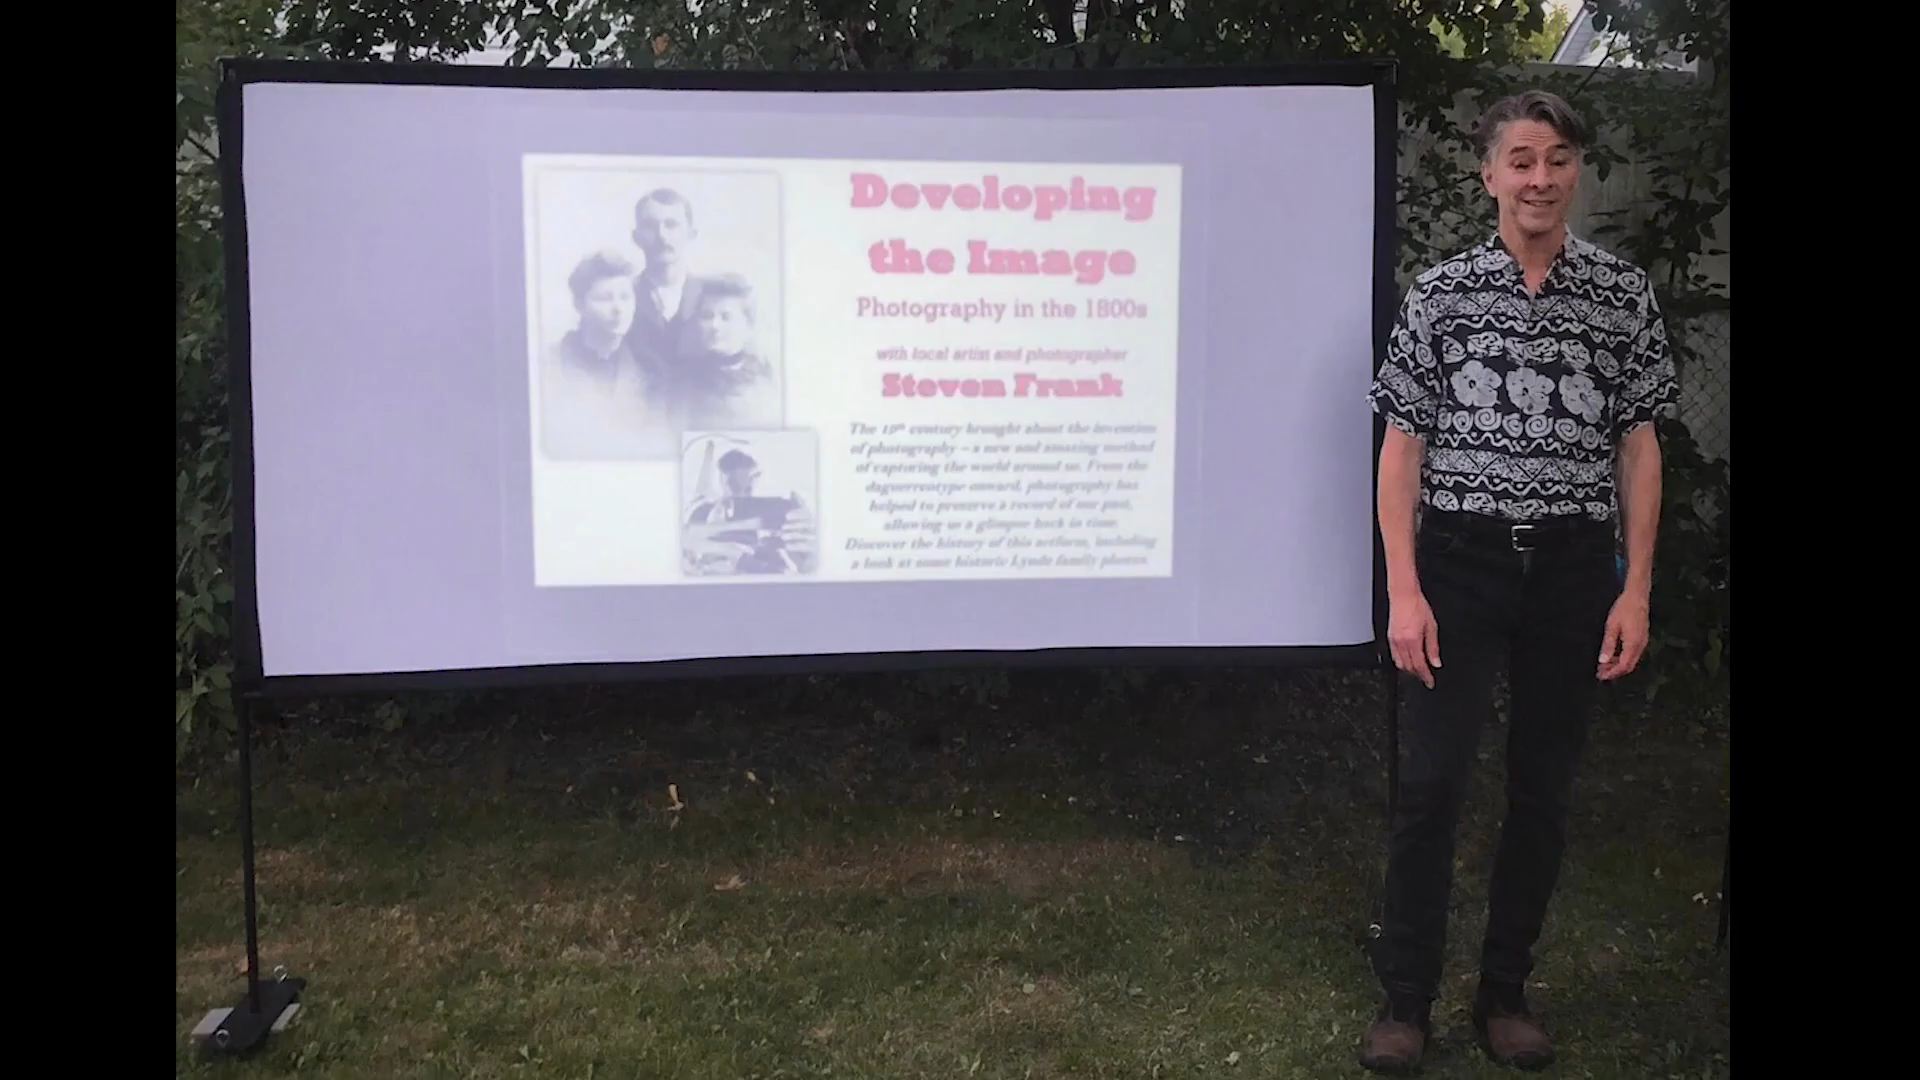 Developing
the Image
Photography in the 1800s
with local artist and photographer
Steven Frank
The 19th century brought about the invention
of photography – a new and amazing method
of capturing the world around us. From the
daguerreotype onward, photography has
helped to preserve a record of our past,
allowing us a glimpse back in time.
Discover the history of this artform, including
a look at some historic Lynde family photos.